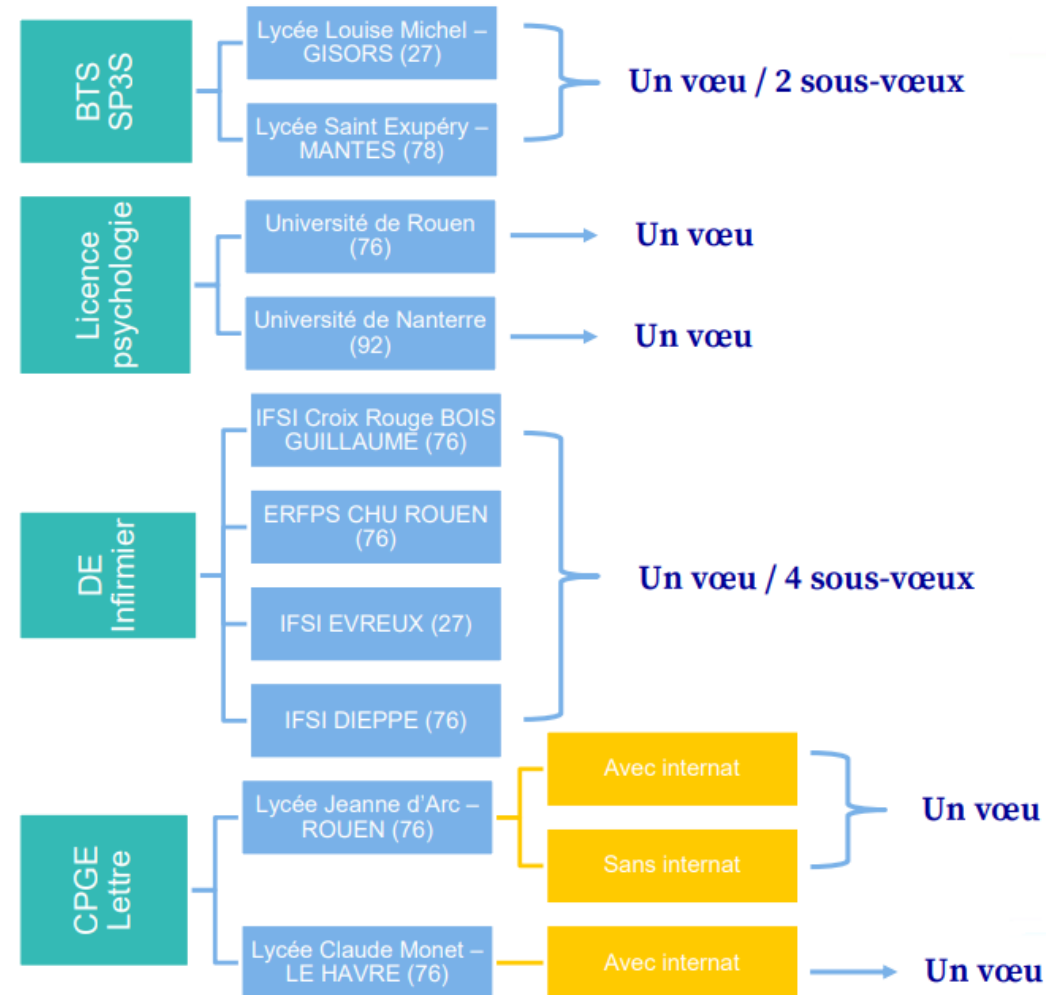 BTS
SP3S
Lycée Louise Michel –
GISORS (27)
Lycée Saint Exupéry –
MANTES (78)
Un vœu / 2 sous-vœux
Licence
psychologie
Université de Rouen
(76)
Un vœu
Université de Nanterre
(92)
Un vœu
DE
Infirmier
IFSI Croix Rouge BOIS
GUILLAUME (76)
ERFPS CHU ROUEN
(76)
IFSI EVREUX (27)
IFSI DIEPPE (76)
Un vœu / 4 sous-vœux
CPGE
Lettre
Lycée Jeanne d'Arc –
ROUEN (76)
Avec internat
Sans internat
Un vœu
Lycée Claude Monet –
LE HAVRE (76)
Avec internat
Un vœu